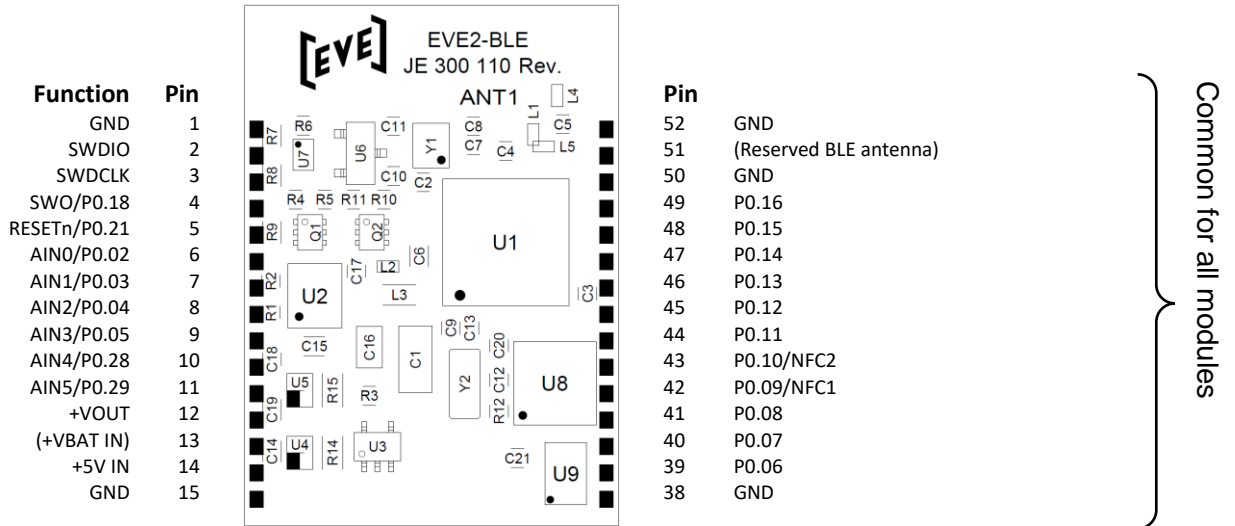 [EVE]
EVE2-BLE
JE 300 110 Rev.
ANT1
Function Pin
GND 1
SWDIO 2
SWDCLK 3
SWO/P0.18 4
RESETn/P0.21 5
AIN0/P0.02 6
AIN1/P0.03 7
AIN2/P0.04 8
AIN3/P0.05 9
AIN4/P0.28 10
AIN5/P0.29 11
+VOUT 12
(+VBAT IN) 13
+5V IN 14
GND 15
L4
L1
R7 R6 C11 C8 C5
U7 U6 Y1 C7 C4 L5
R8 C10 C2
R4 R5 R11 R10
R9 Q1 Q2 U1
C6
R2 C17 L2
U2 L3 C3
R1
C15 C16 C1 C9 C13
C18 C20
U5 R15 R3 Y2 C12 U8
C19 R12
C14 U4 R14 U3 C21 U9
Pin
52 GND
51 (Reserved BLE antenna)
50 GND
49 P0.16
48 P0.15
47 P0.14
46 P0.13
45 P0.12
44 P0.11
43 P0.10/NFC2
42 P0.09/NFC1
41 P0.08
40 P0.07
39 P0.06
38 GND
Common for all modules